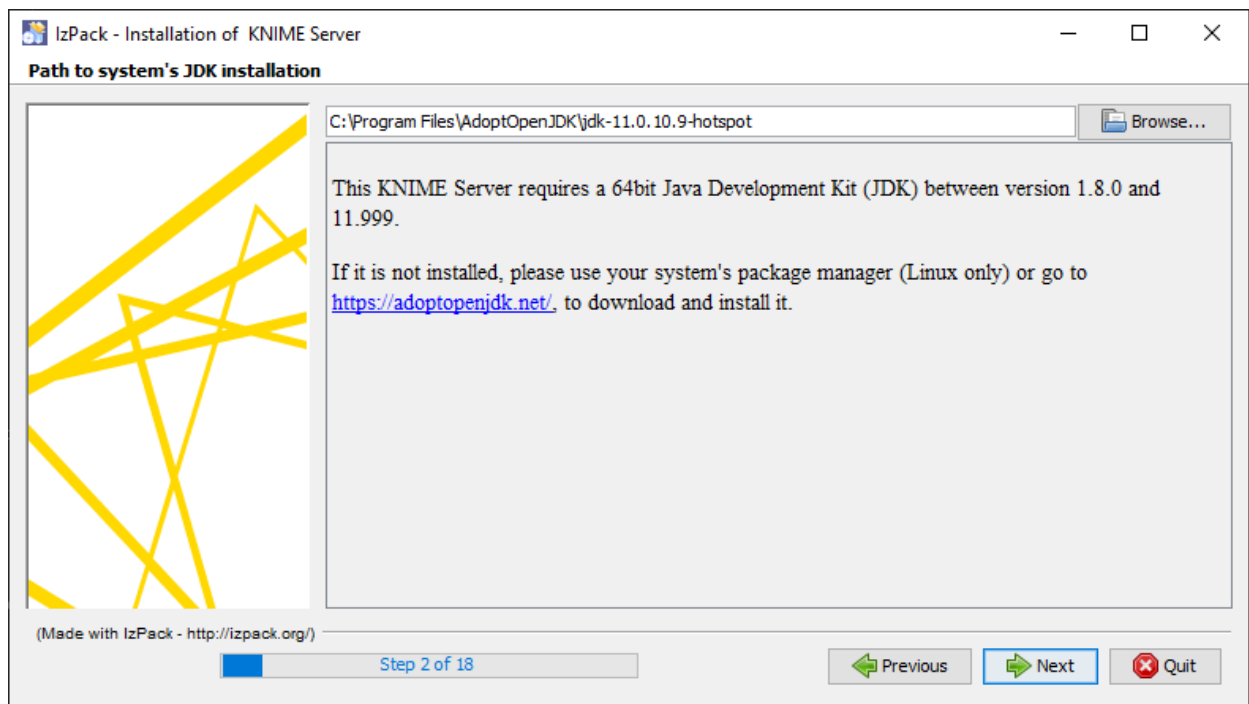 IzPack - Installation of  KNIME Server
Path to system's JDK installation
C:\Program Files\AdoptOpenJDK\jdk-11.0.10.9-hotspot
Browse...
This KNIME Server requires a 64bit Java Development Kit (JDK) between version 1.8.0 and
11.999.
If it is not installed, please use your system's package manager (Linux only) or go to
https://adoptopenjdk.net/, to download and install it.
(Made with IzPack - http://izpack.org/)
Step 2 of 18
Previous
Next
Quit